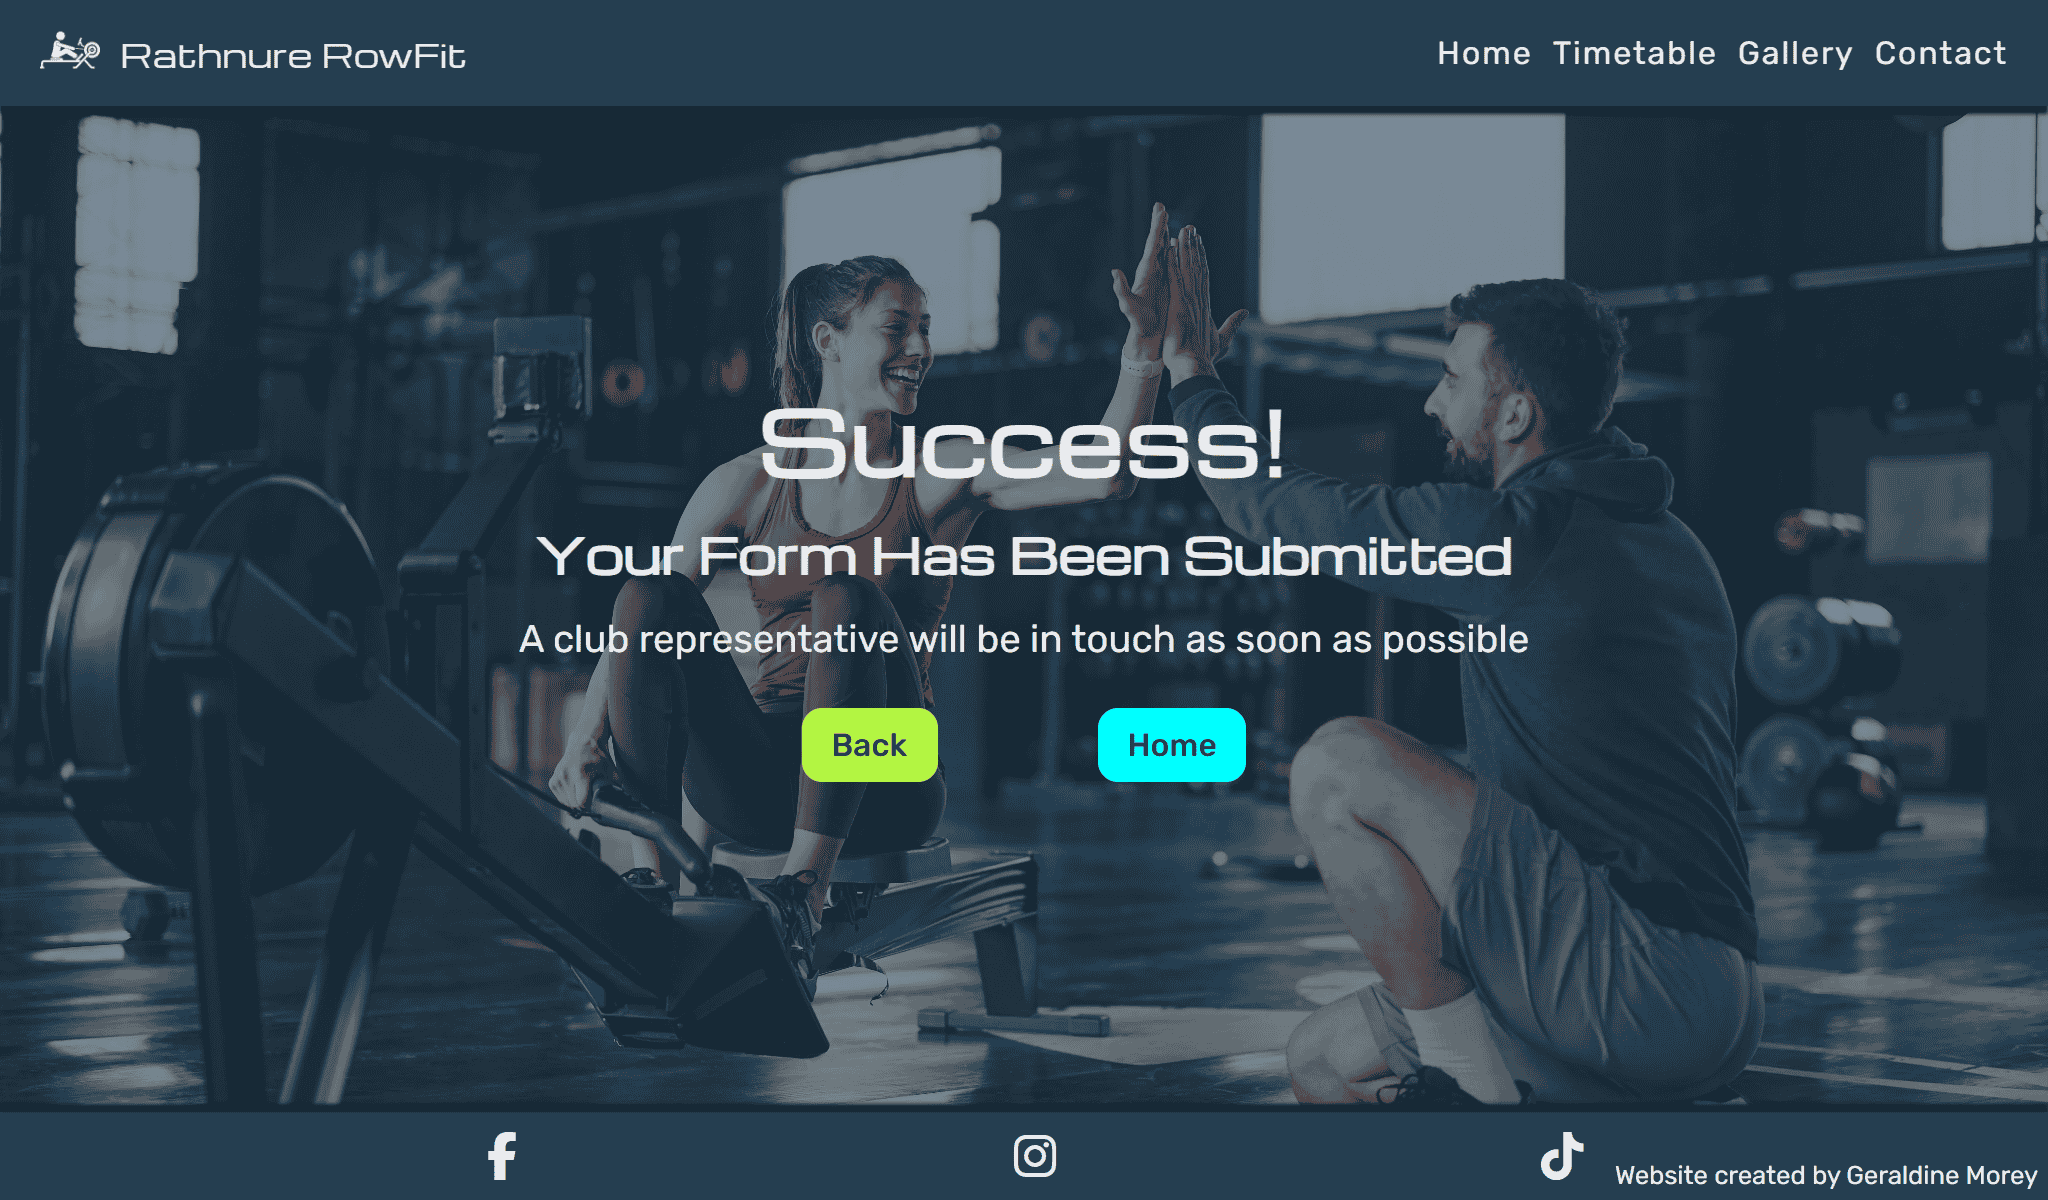 Rathnure RowFit
Home Timetable Gallery Contact
Success!
Your Form Has Been Submitted
A club representative will be in touch as soon as possible
Back
Home
Website created by Geraldine Morey